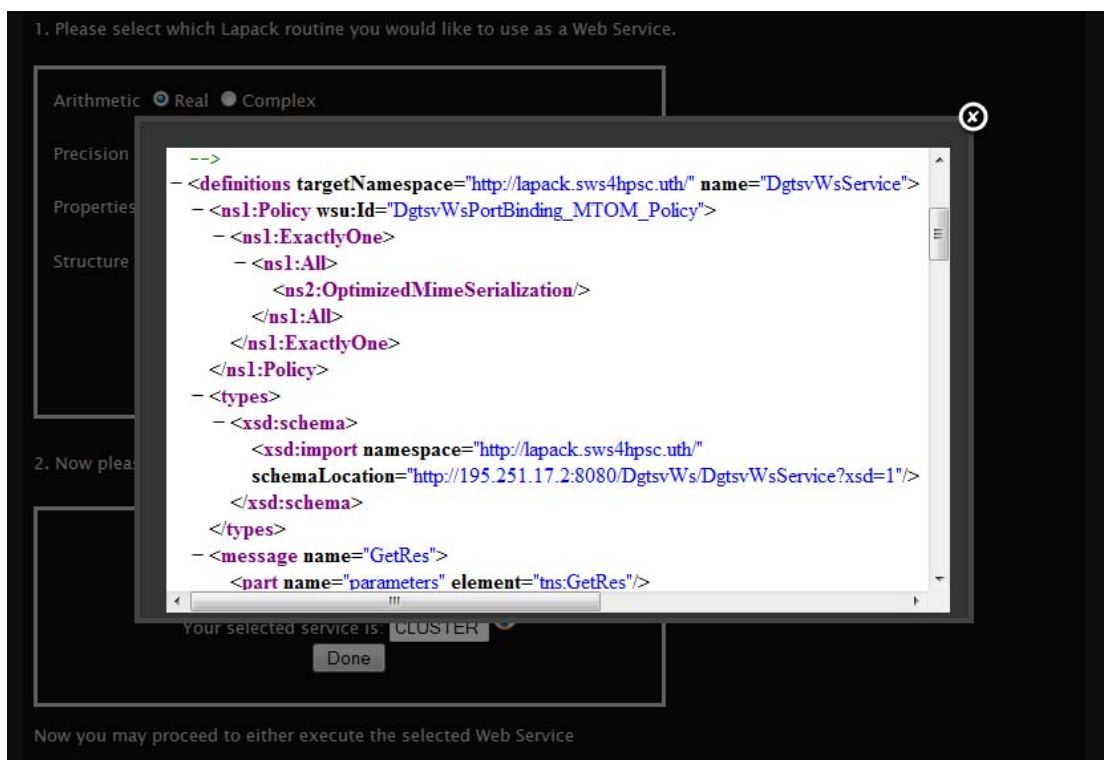 1. Please select which Lapack routine you would like to use as a Web Service.
Arithmetic Real Complex
Precision
Properties
Structure
-->
− <definitions targetNamespace="http://lapack.sws4hpsc.uth/" name="DgtsvWsService">
− <ns1:Policy wsu:Id="DgtsvWsPortBinding_MTOM_Policy">
− <ns1:ExactlyOne>
− <ns1:All>
<ns2:OptimizedMimeSerialization/>
</ns1:All>
</ns1:ExactlyOne>
</ns1:Policy>
− <types>
− <xsd:schema>
<xsd:import namespace="http://lapack.sws4hpsc.uth/"
schemaLocation="http://195.251.17.2:8080/DgtsvWs/DgtsvWsService?xsd=1"/>
</xsd:schema>
</types>
− <message name="GetRes">
<part name="parameters" element="tns:GetRes"/>
2. Now plea
Your selected service is: CLUSTER
Done
Now you may proceed to either execute the selected Web Service